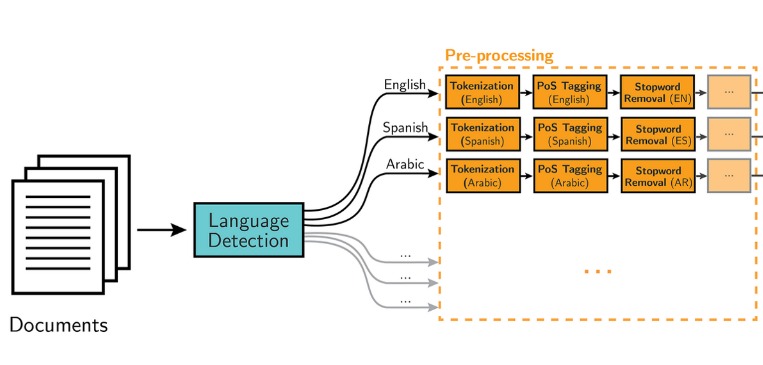 Pre-processing
English
Tokenization
(English)
PoS Tagging
(English)
Stopword
Removal (EN)
...
Spanish
Tokenization
(Spanish)
PoS Tagging
(Spanish)
Stopword
Removal (ES)
...
Arabic
Tokenization
(Arabic)
PoS Tagging
(Arabic)
Stopword
Removal (AR)
...
Language
Detection
...
...
...
...
Documents